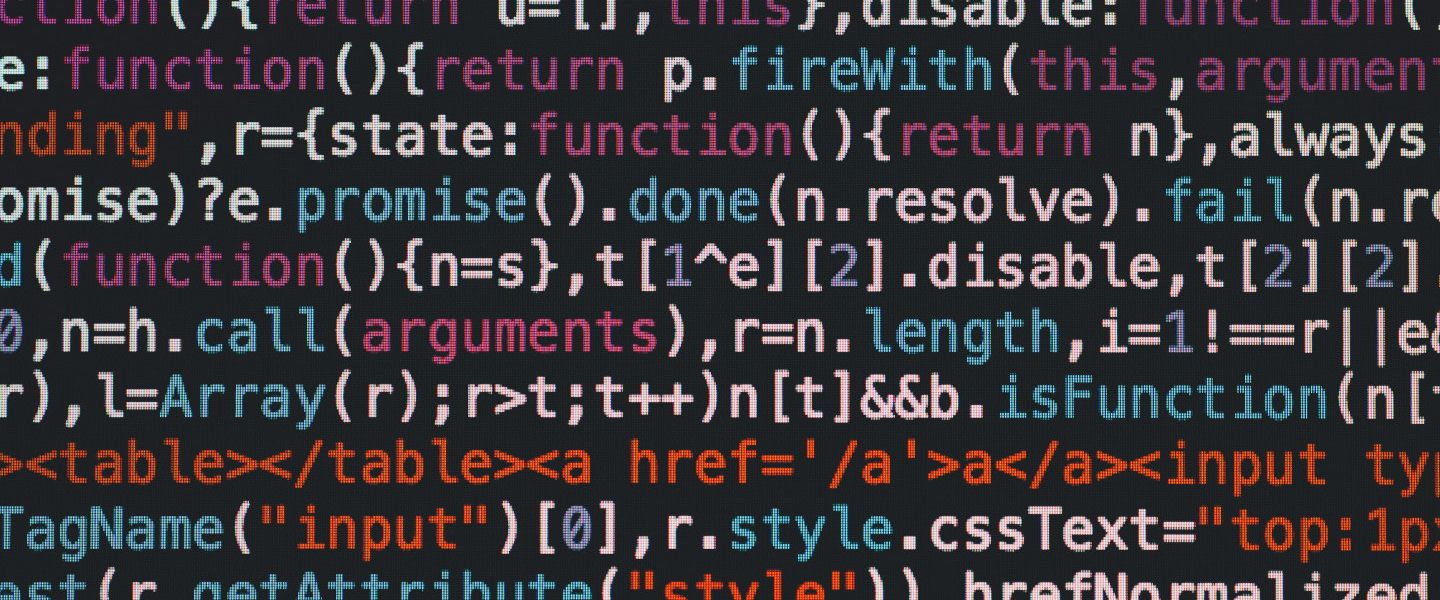 ction(){return u=[],this},disable:function(
e:function(){return p.fireWith(this,argument
nding",r={state:function(){return n},always
omise)?e.promise().done(n.resolve).fail(n.re
d(function(){n=s},t[1^e][2].disable,t[2][2].
0,n=h.call(arguments),r=n.length,i=1!==r||e&
r),l=Array(r);r>t;t++)n[t]&&b.isFunction(n[t
><table></table><a href='/a'>a</a><input typ
TagName("input")[0],r.style.cssText="top:1px
est(r.getAttribute("style")),hrefNormalized